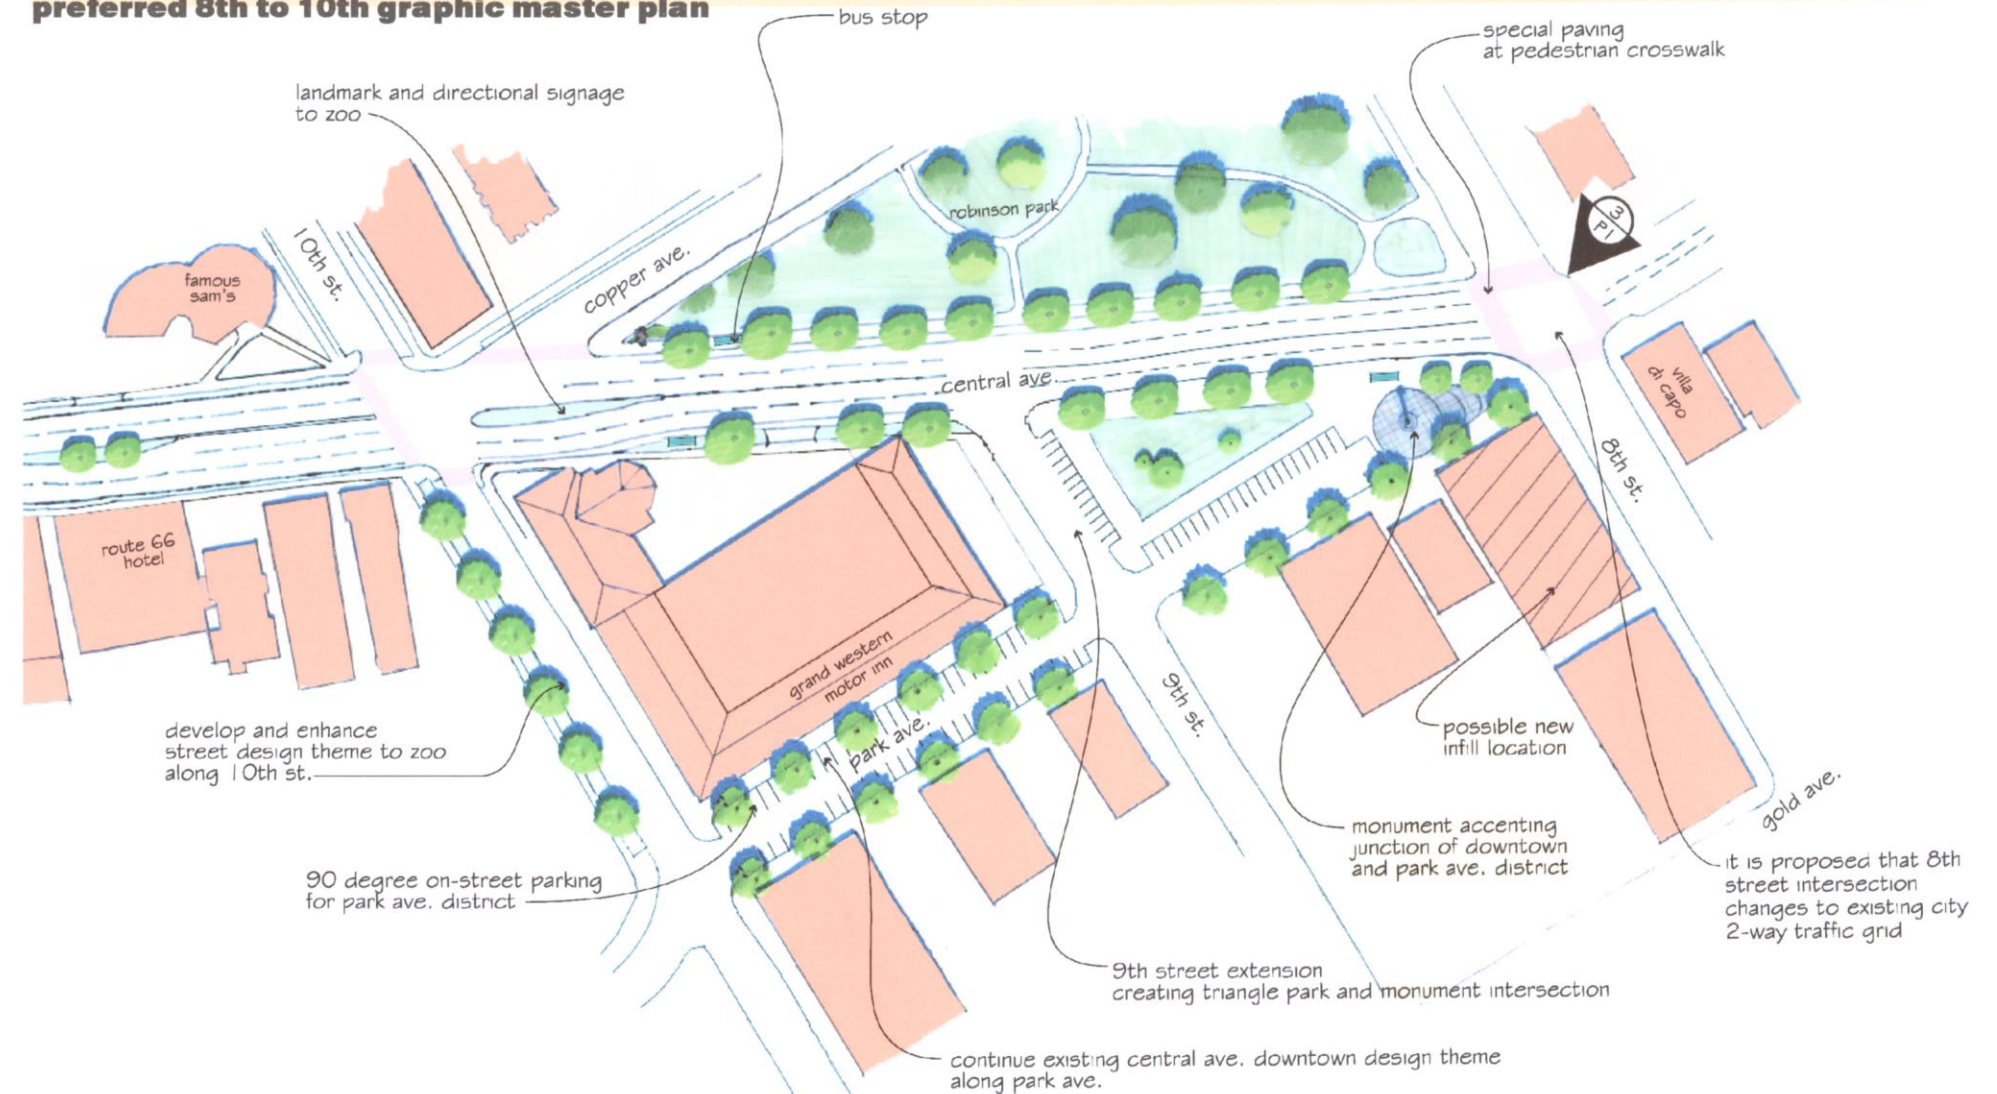 preferred 8th to 10th graphic master plan
bus stop
special paving
at pedestrian crosswalk
landmark and directional signage
to zoo
robinson park
3
P1
copper ave.
10th st.
famous
sam's
central ave.
villa
di capo
8th st.
route 66
hotel
grand western
motor inn
park ave.
9th st.
develop and enhance
street design theme to zoo
along 10th st.
possible new
infill location
gold ave.
monument accenting
junction of downtown
and park ave. district
it is proposed that 8th
street intersection
changes to existing city
2-way traffic grid
90 degree on-street parking
for park ave. district
9th street extension
creating triangle park and monument intersection
continue existing central ave. downtown design theme
along park ave.